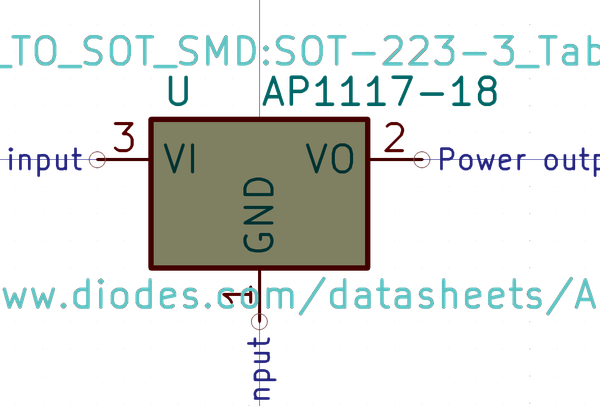 _TO_SOT_SMD:SOT-223-3_Tab
U AP1117-18
input 3 VI VO 2 Power outp
GND
1
ww.diodes.com/datasheets/A
nput